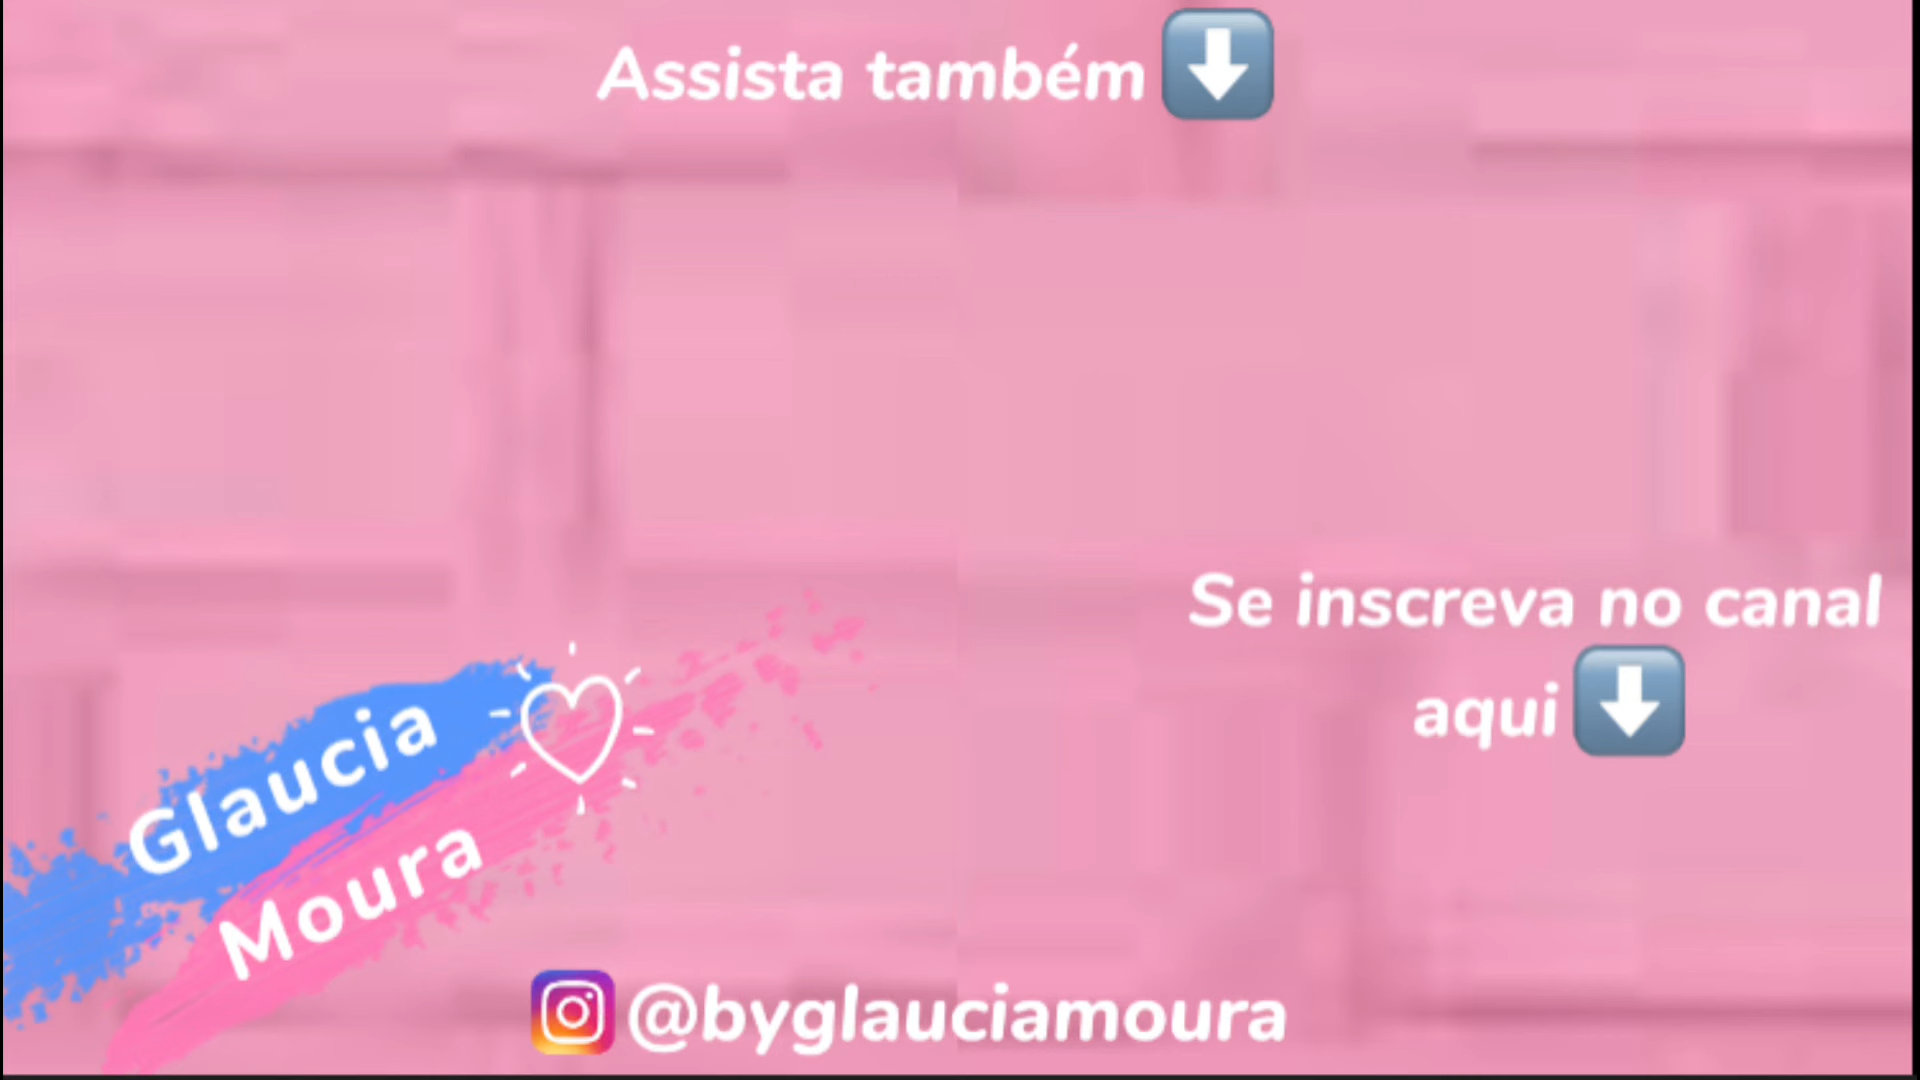 Assista também ⬇️
Se inscreva no canal
aqui ⬇️
Glaucia
Moura
@byglauciamoura